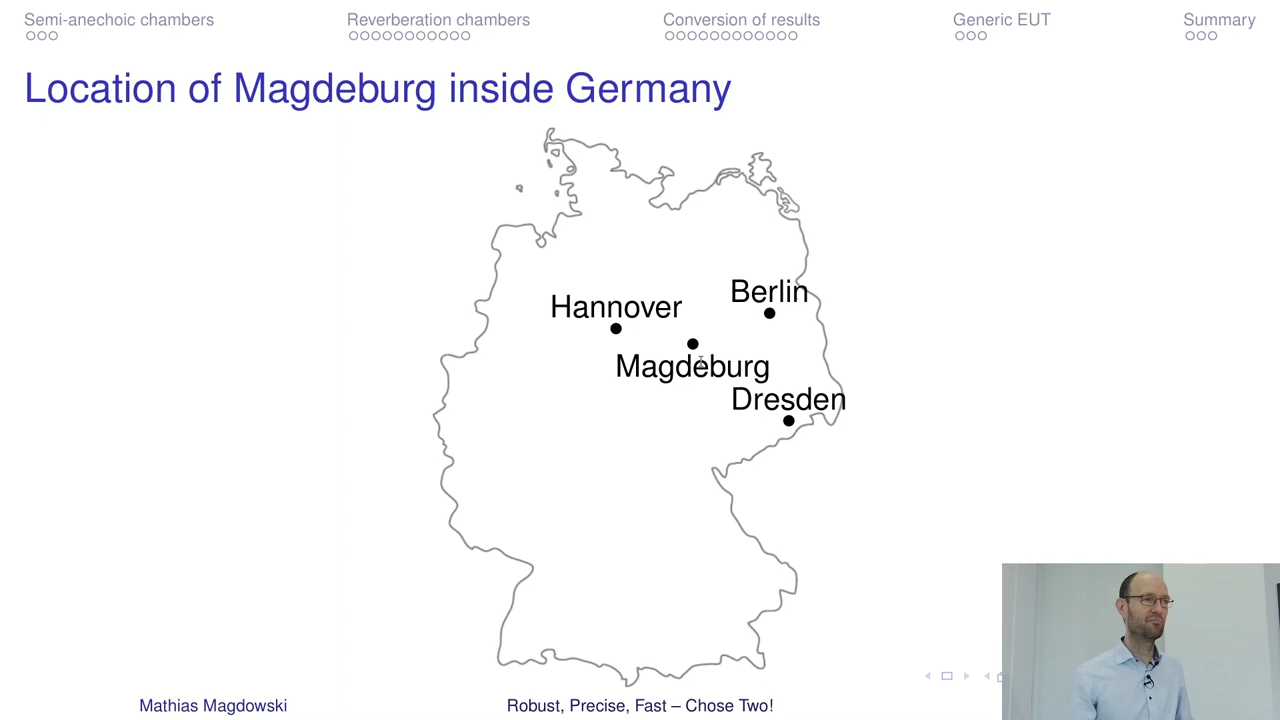 Semi-anechoic chambers
Reverberation chambers
Conversion of results
Generic EUT
Summary
Location of Magdeburg inside Germany
Berlin
Hannover
Magdeburg
Dresden
Mathias Magdowski
Robust, Precise, Fast – Chose Two!